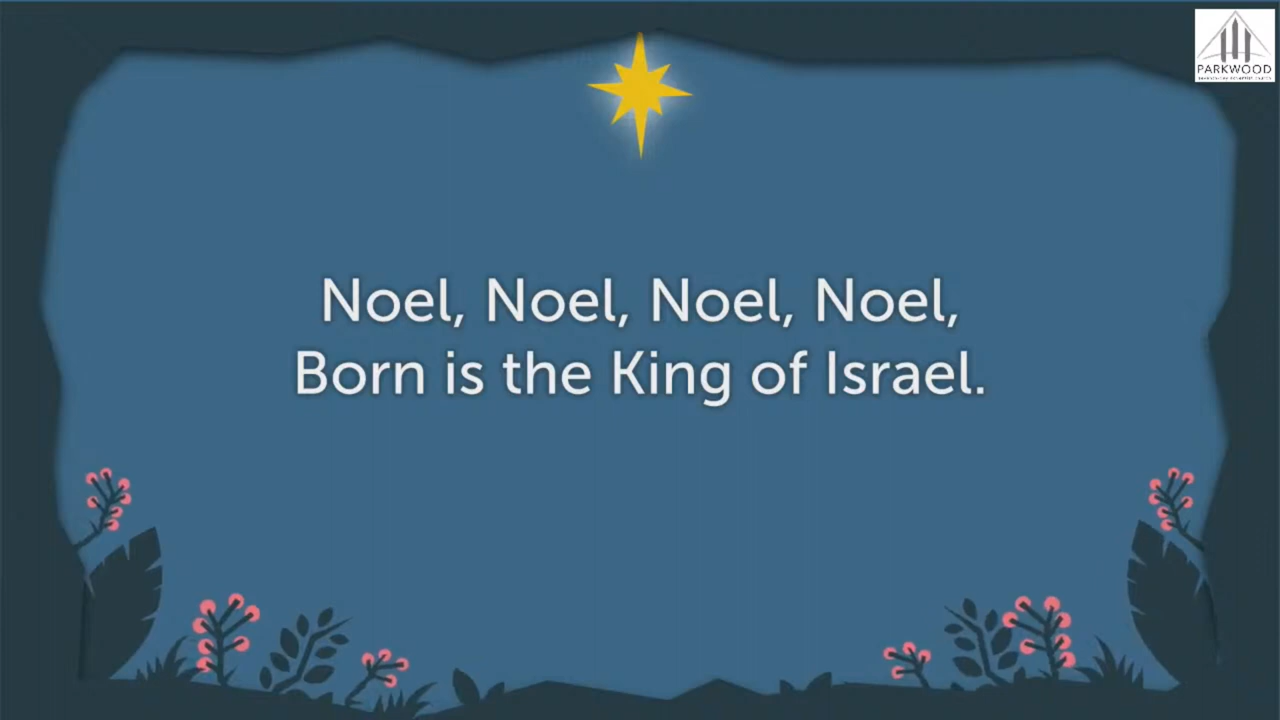 PARKWOOD
Noel, Noel, Noel, Noel,
Born is the King of Israel.